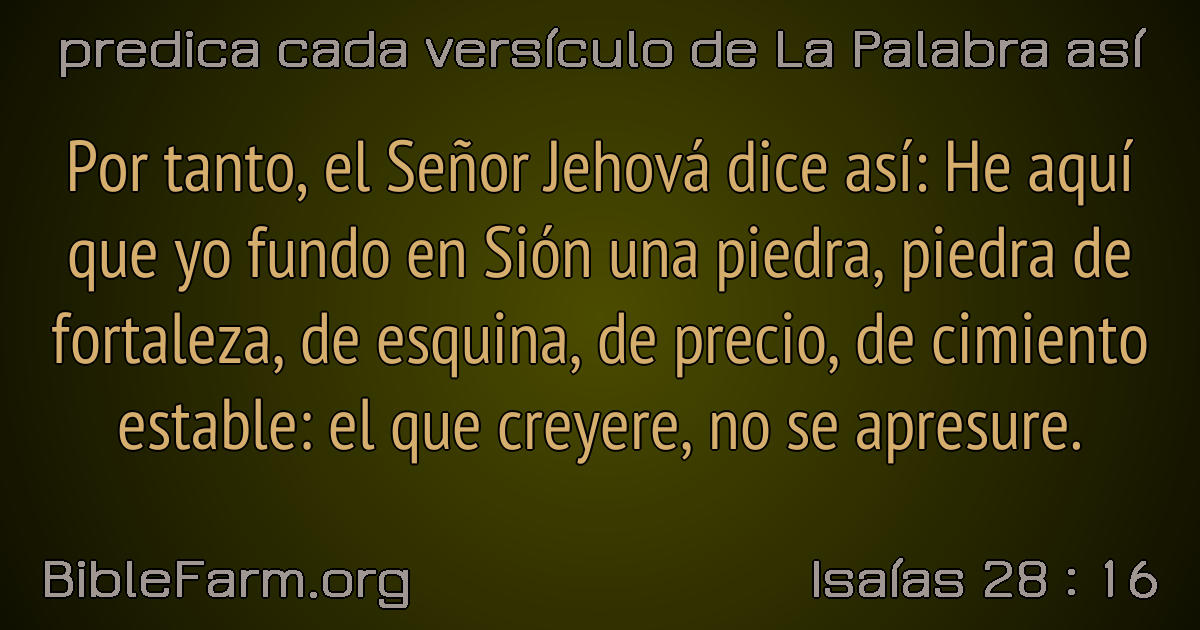 predica cada versículo de La Palabra así
Por tanto, el Señor Jehová dice así: He aquí
que yo fundo en Sión una piedra, piedra de
fortaleza, de esquina, de precio, de cimiento
estable: el que creyere, no se apresure.
BibleFarm.org
Isaías 28 : 16